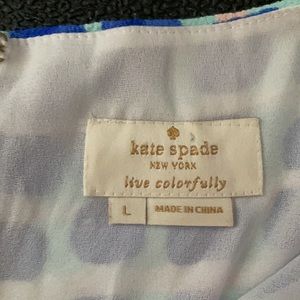 kate spade
NEW YORK
live colorfully
L
MADE IN CHINA